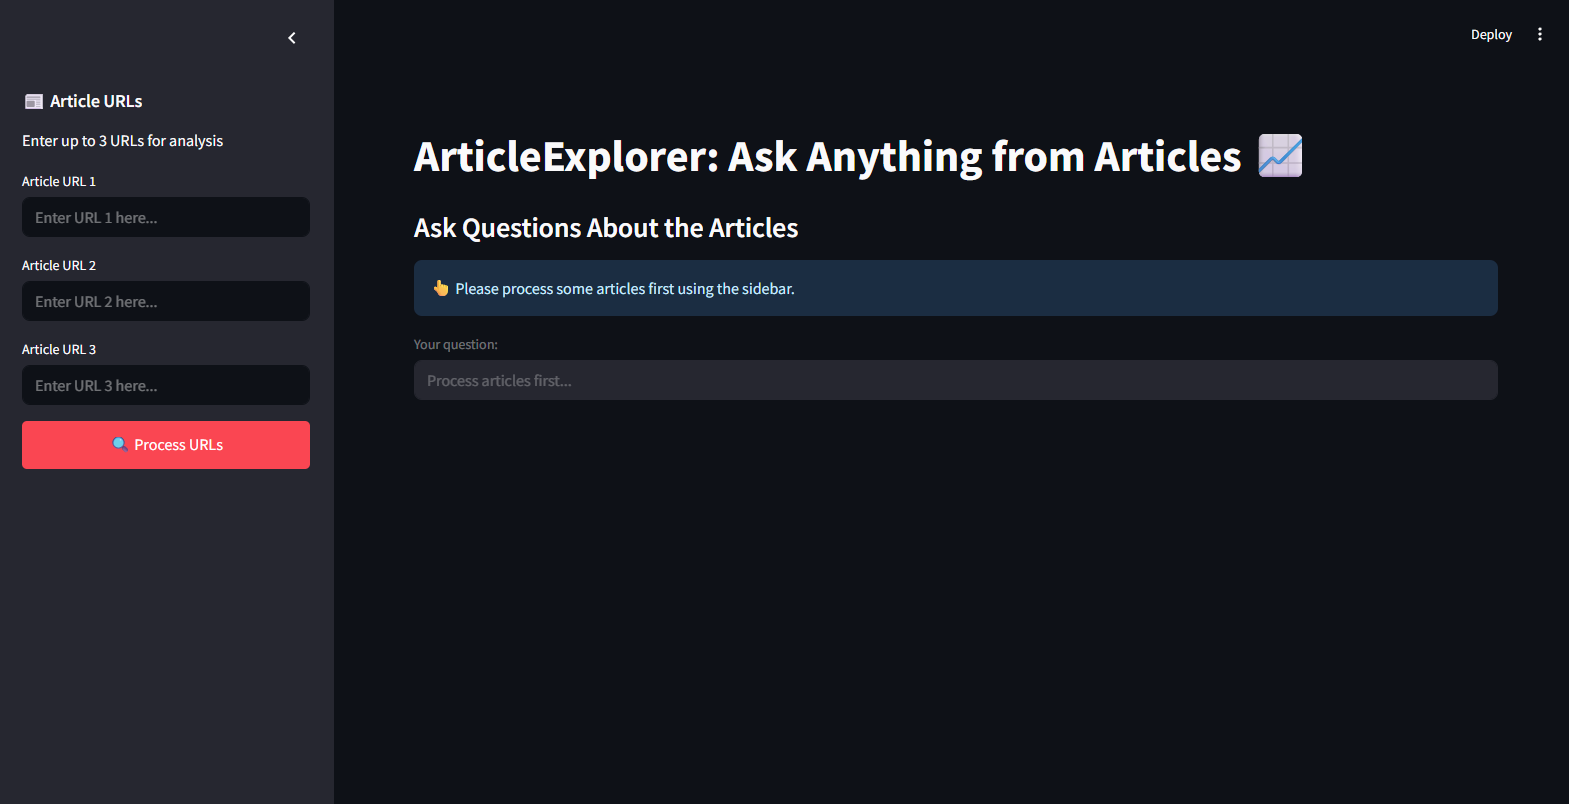 Deploy
Article URLs
Enter up to 3 URLs for analysis
Article URL 1
Enter URL 1 here...
Article URL 2
Enter URL 2 here...
Article URL 3
Enter URL 3 here...
Process URLs
ArticleExplorer: Ask Anything from Articles
Ask Questions About the Articles
Please process some articles first using the sidebar.
Your question:
Process articles first...